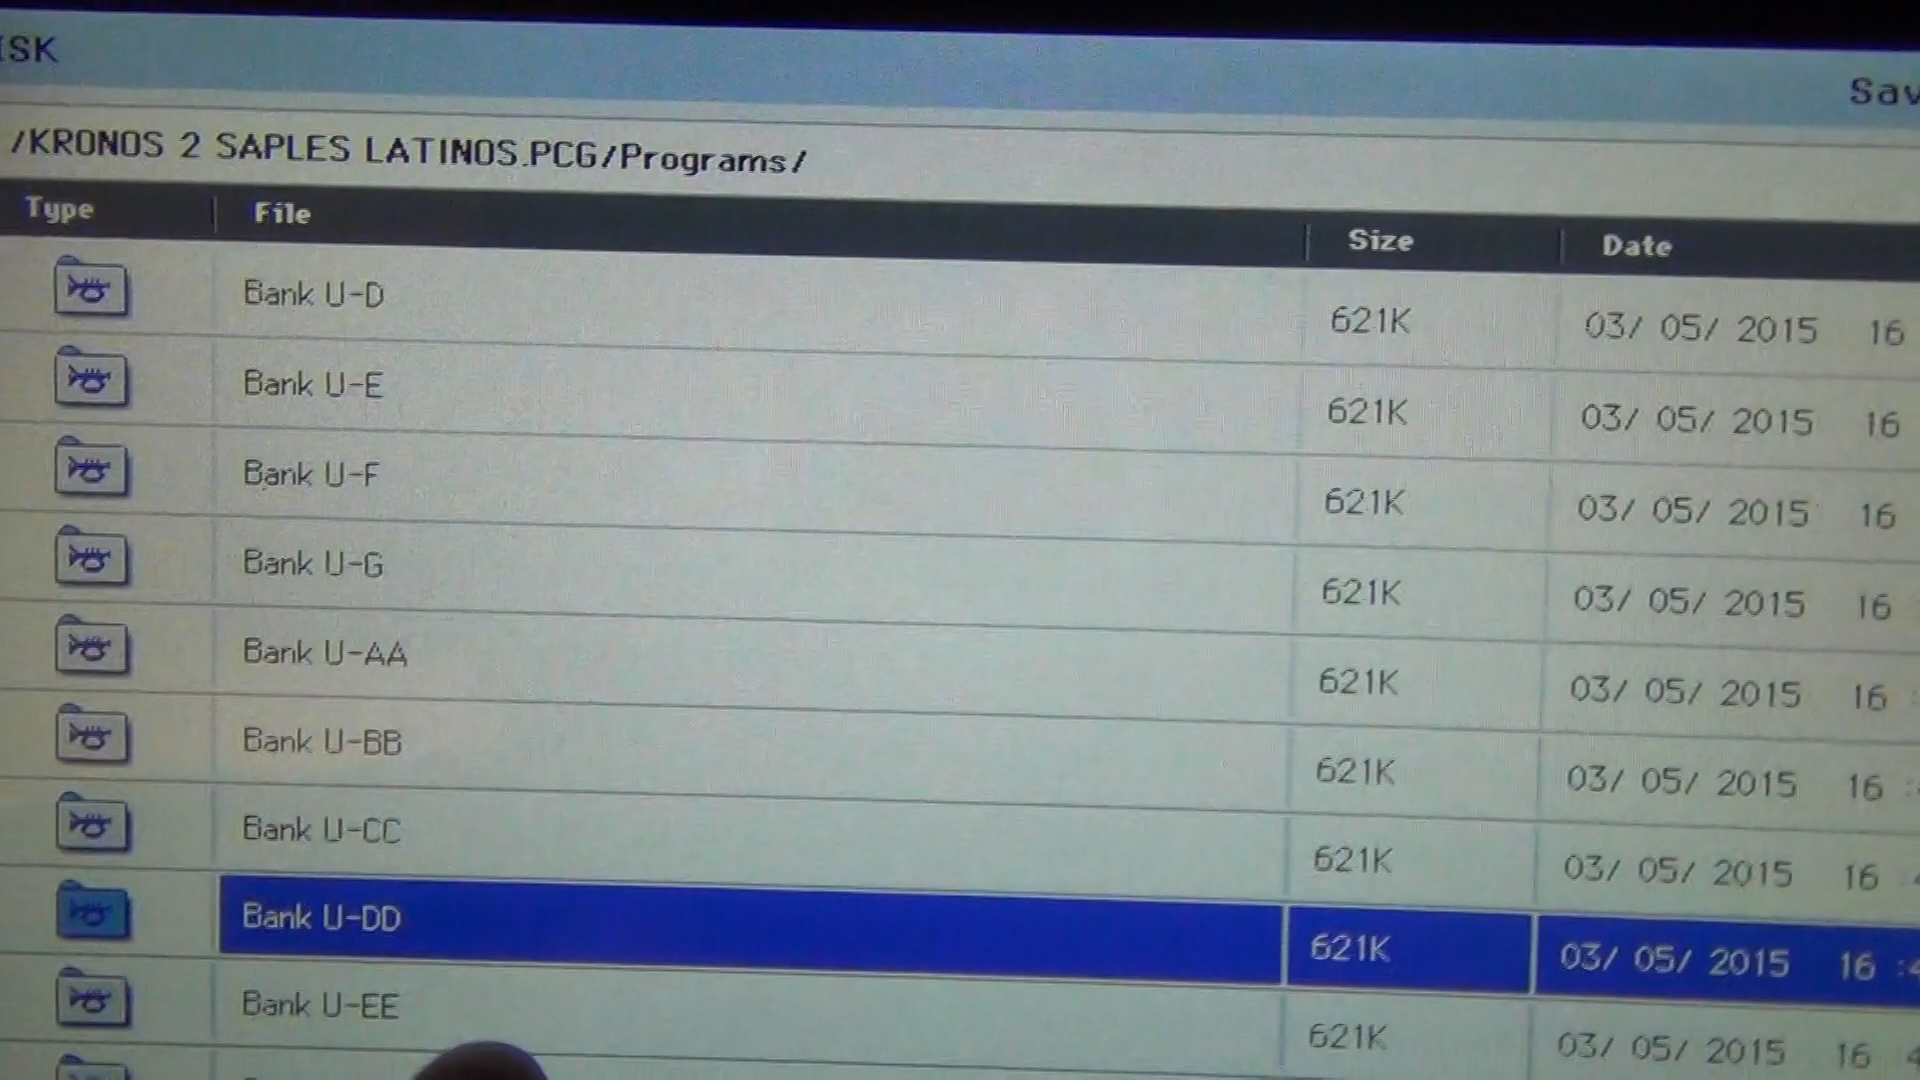 ISK
Sav
/KRONOS 2 SAPLES LATINOS.PCG/Programs/
Type File Size Date
Bank U-D 621K 03/ 05/ 2015 16
Bank U-E 621K 03/ 05/ 2015 16
Bank U-F 621K 03/ 05/ 2015 16
Bank U-G 621K 03/ 05/ 2015 16
Bank U-AA 621K 03/ 05/ 2015 16
Bank U-BB 621K 03/ 05/ 2015 16
Bank U-CC 621K 03/ 05/ 2015 16
Bank U-DD 621K 03/ 05/ 2015 16 :4
Bank U-EE 621K 03/ 05/ 2015 16